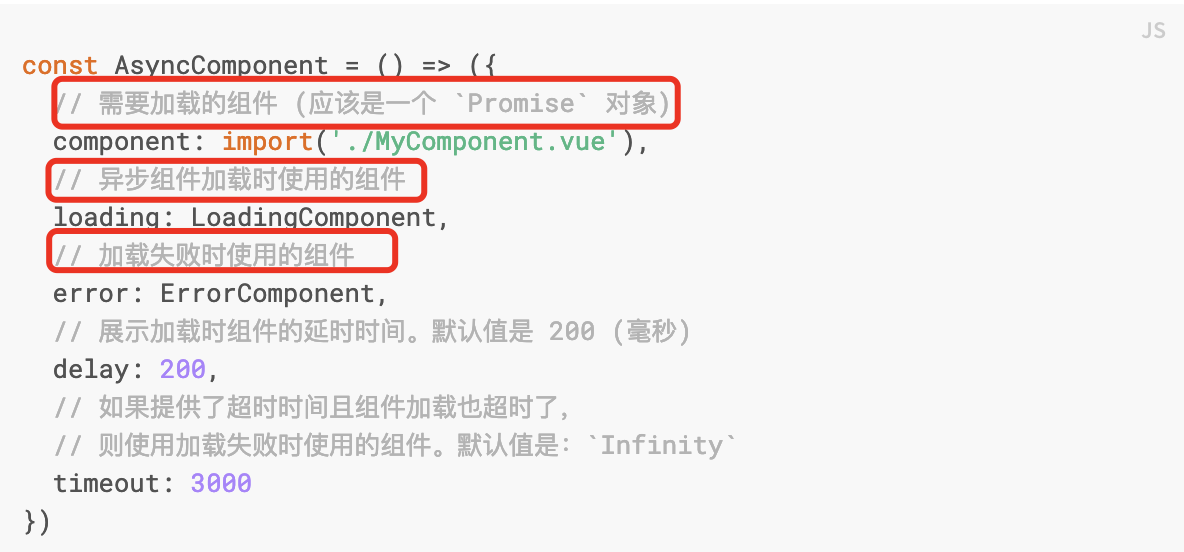 JS
const AsyncComponent = () => ({
// 需要加载的组件 (应该是一个 `Promise` 对象)
component: import('./MyComponent.vue'),
// 异步组件加载时使用的组件
loading: LoadingComponent,
// 加载失败时使用的组件
error: ErrorComponent,
// 展示加载时组件的延时时间。默认值是 200 (毫秒)
delay: 200,
// 如果提供了超时时间且组件加载也超时了，
// 则使用加载失败时使用的组件。默认值是：`Infinity`
timeout: 3000
})